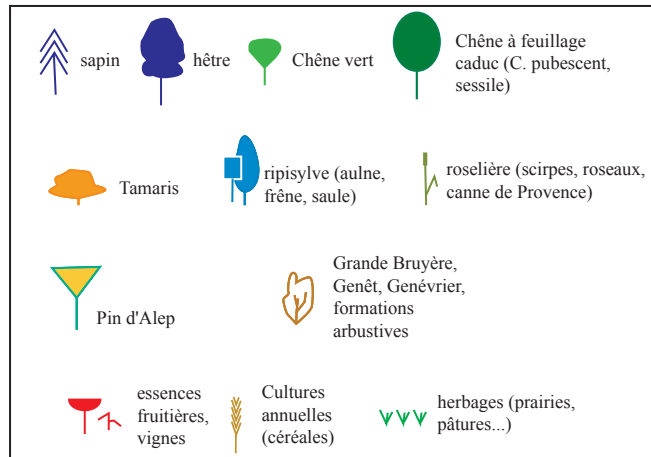 sapin
hêtre
Chêne vert
Chêne à feuillage
caduc (C. pubescent,
sessile)
Tamaris
ripisylve (aulne,
frêne, saule)
roselière (scirpes, roseaux,
canne de Provence)
Pin d'Alep
Grande Bruyère,
Genêt, Genévrier,
formations
arbustives
essences
fruitières,
vignes
Cultures
annuelles
(céréales)
herbages (prairies,
pâtures...)